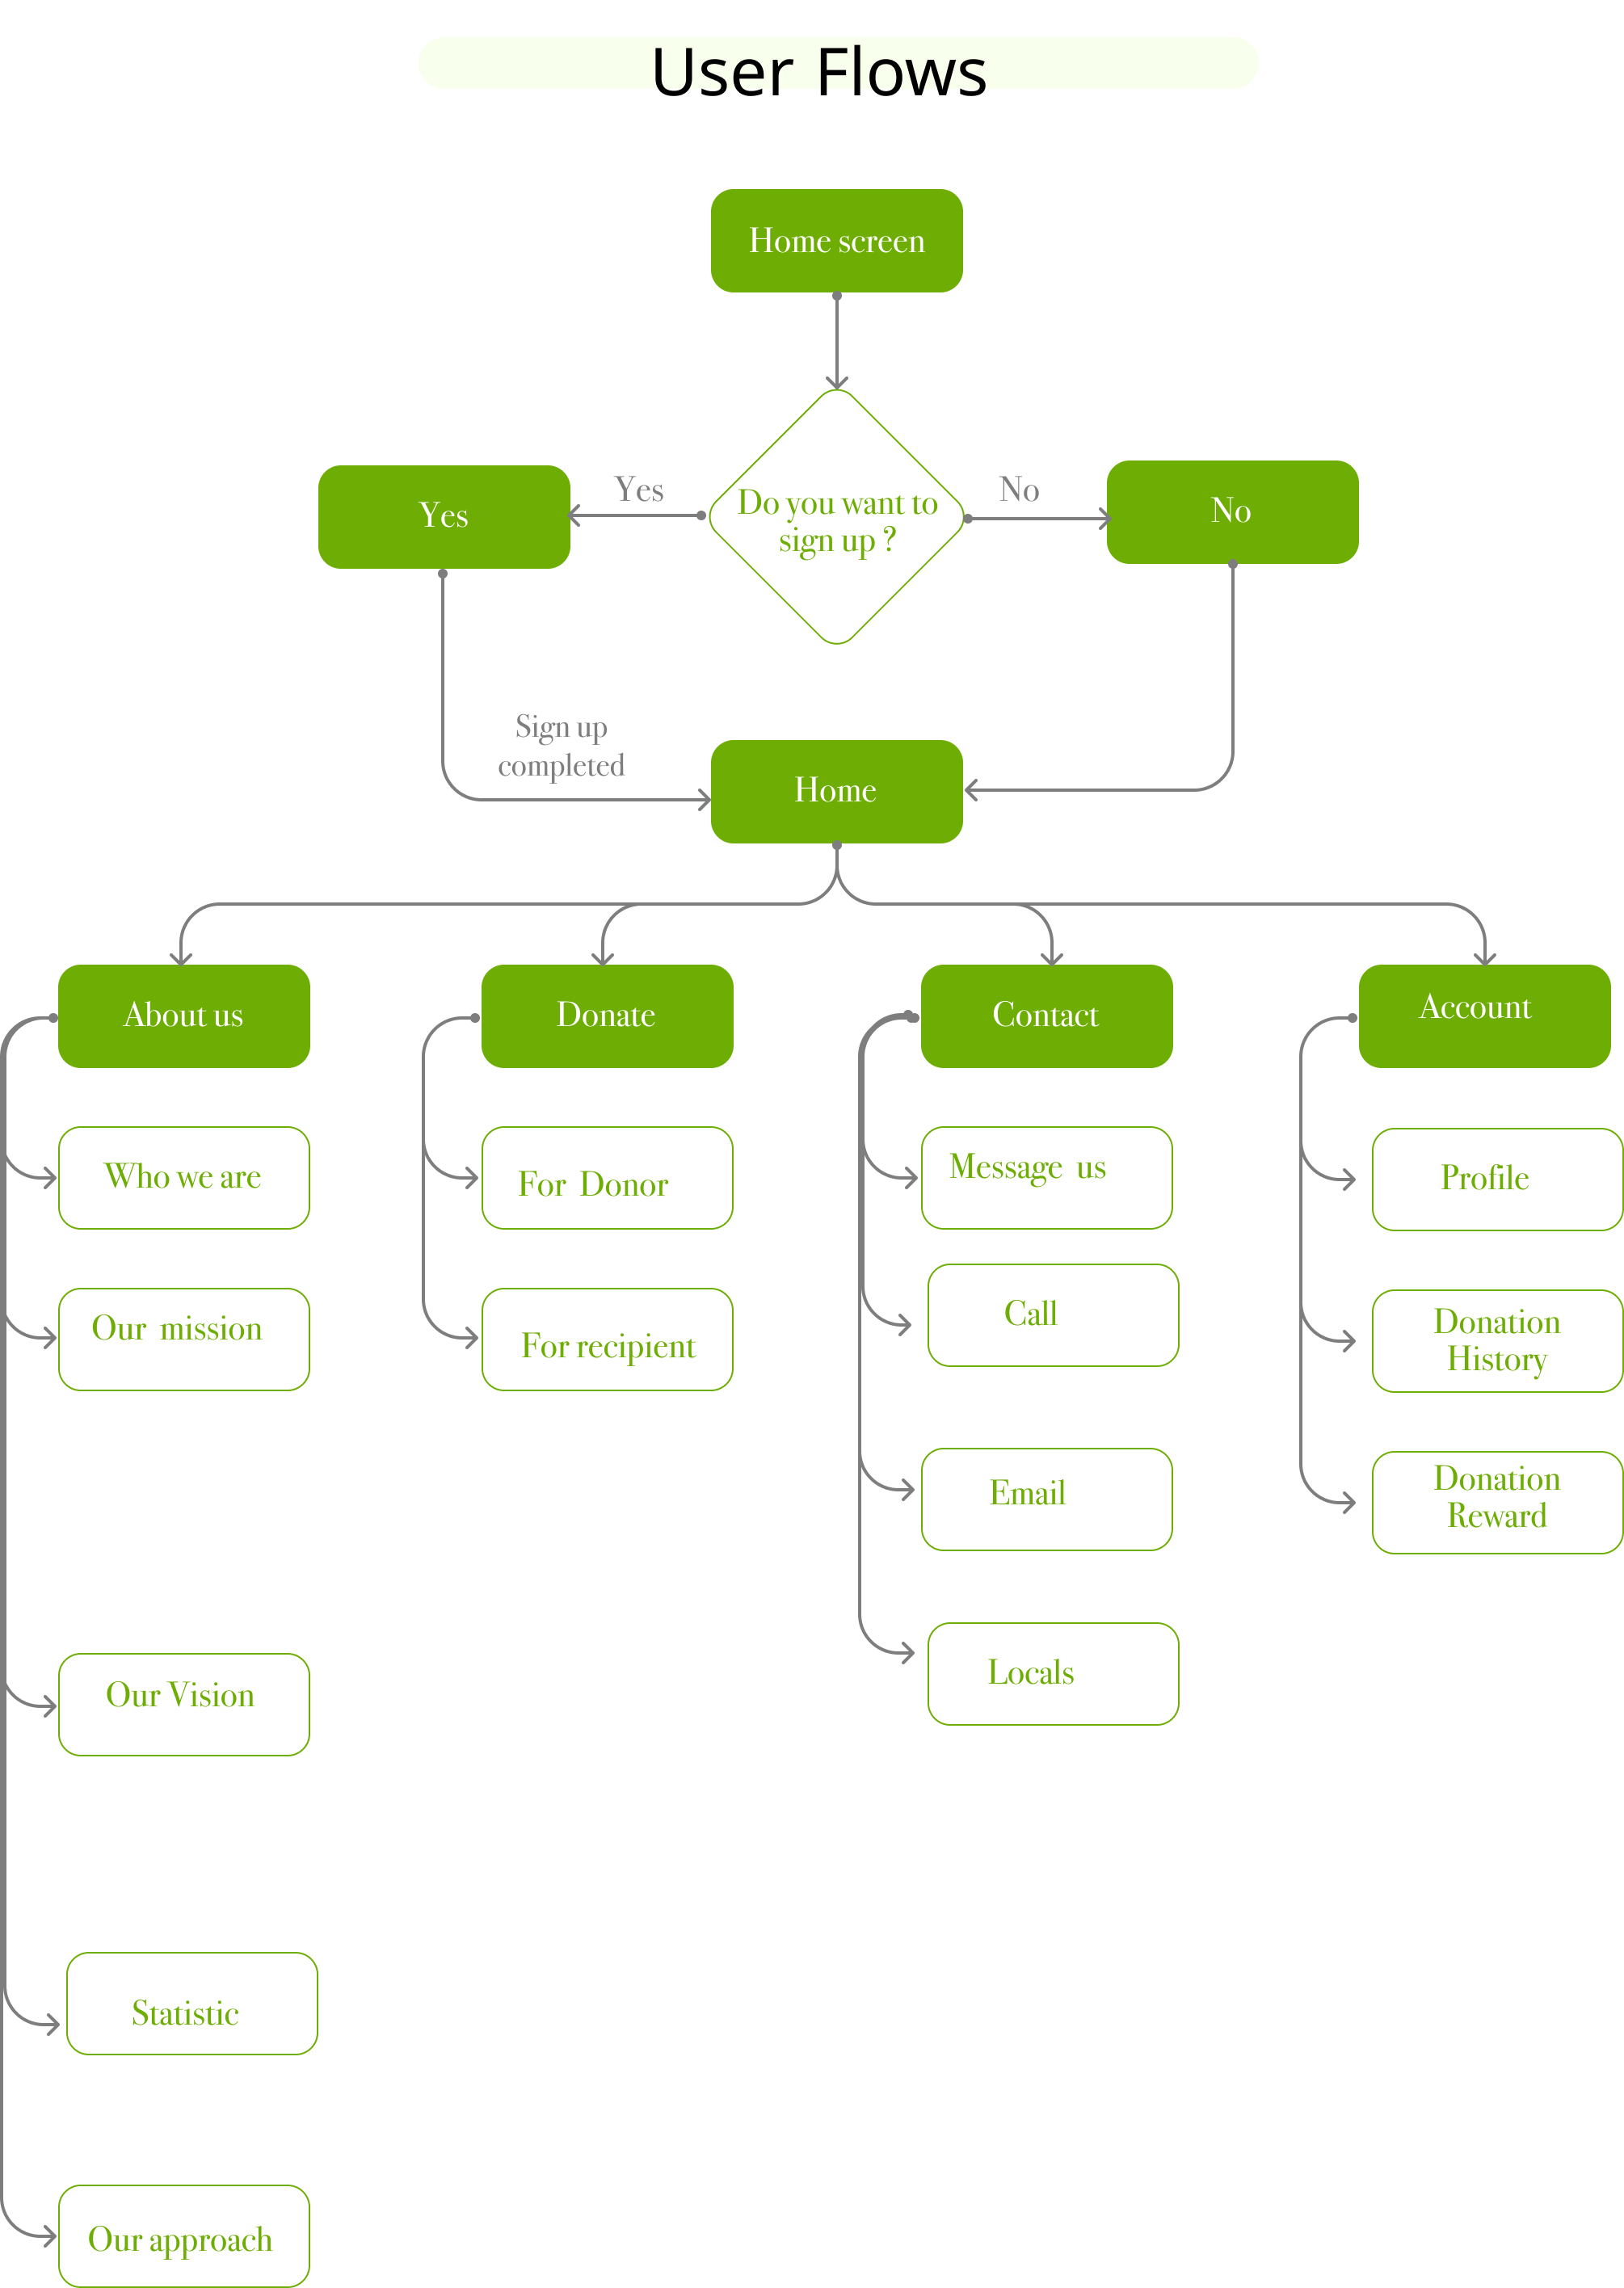 User Flows
Home screen
Do you want to
sign up ?
Yes
Yes
No
No
Sign up
completed
Home
About us
Donate
Contact
Account
Who we are
For  Donor
Message  us
Profile
Our  mission
For recipient
Call
Donation
History
Email
Donation
Reward
Locals
Our Vision
Statistic
Our approach